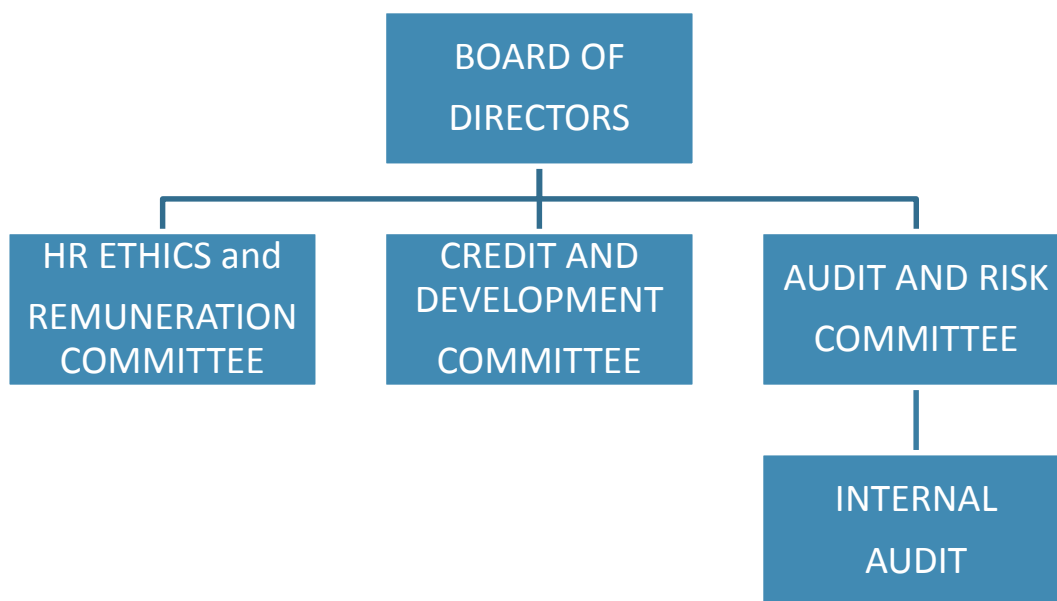 BOARD OF
DIRECTORS
HR ETHICS and
REMUNERATION
COMMITTEE
CREDIT AND
DEVELOPMENT
COMMITTEE
AUDIT AND RISK
COMMITTEE
INTERNAL
AUDIT